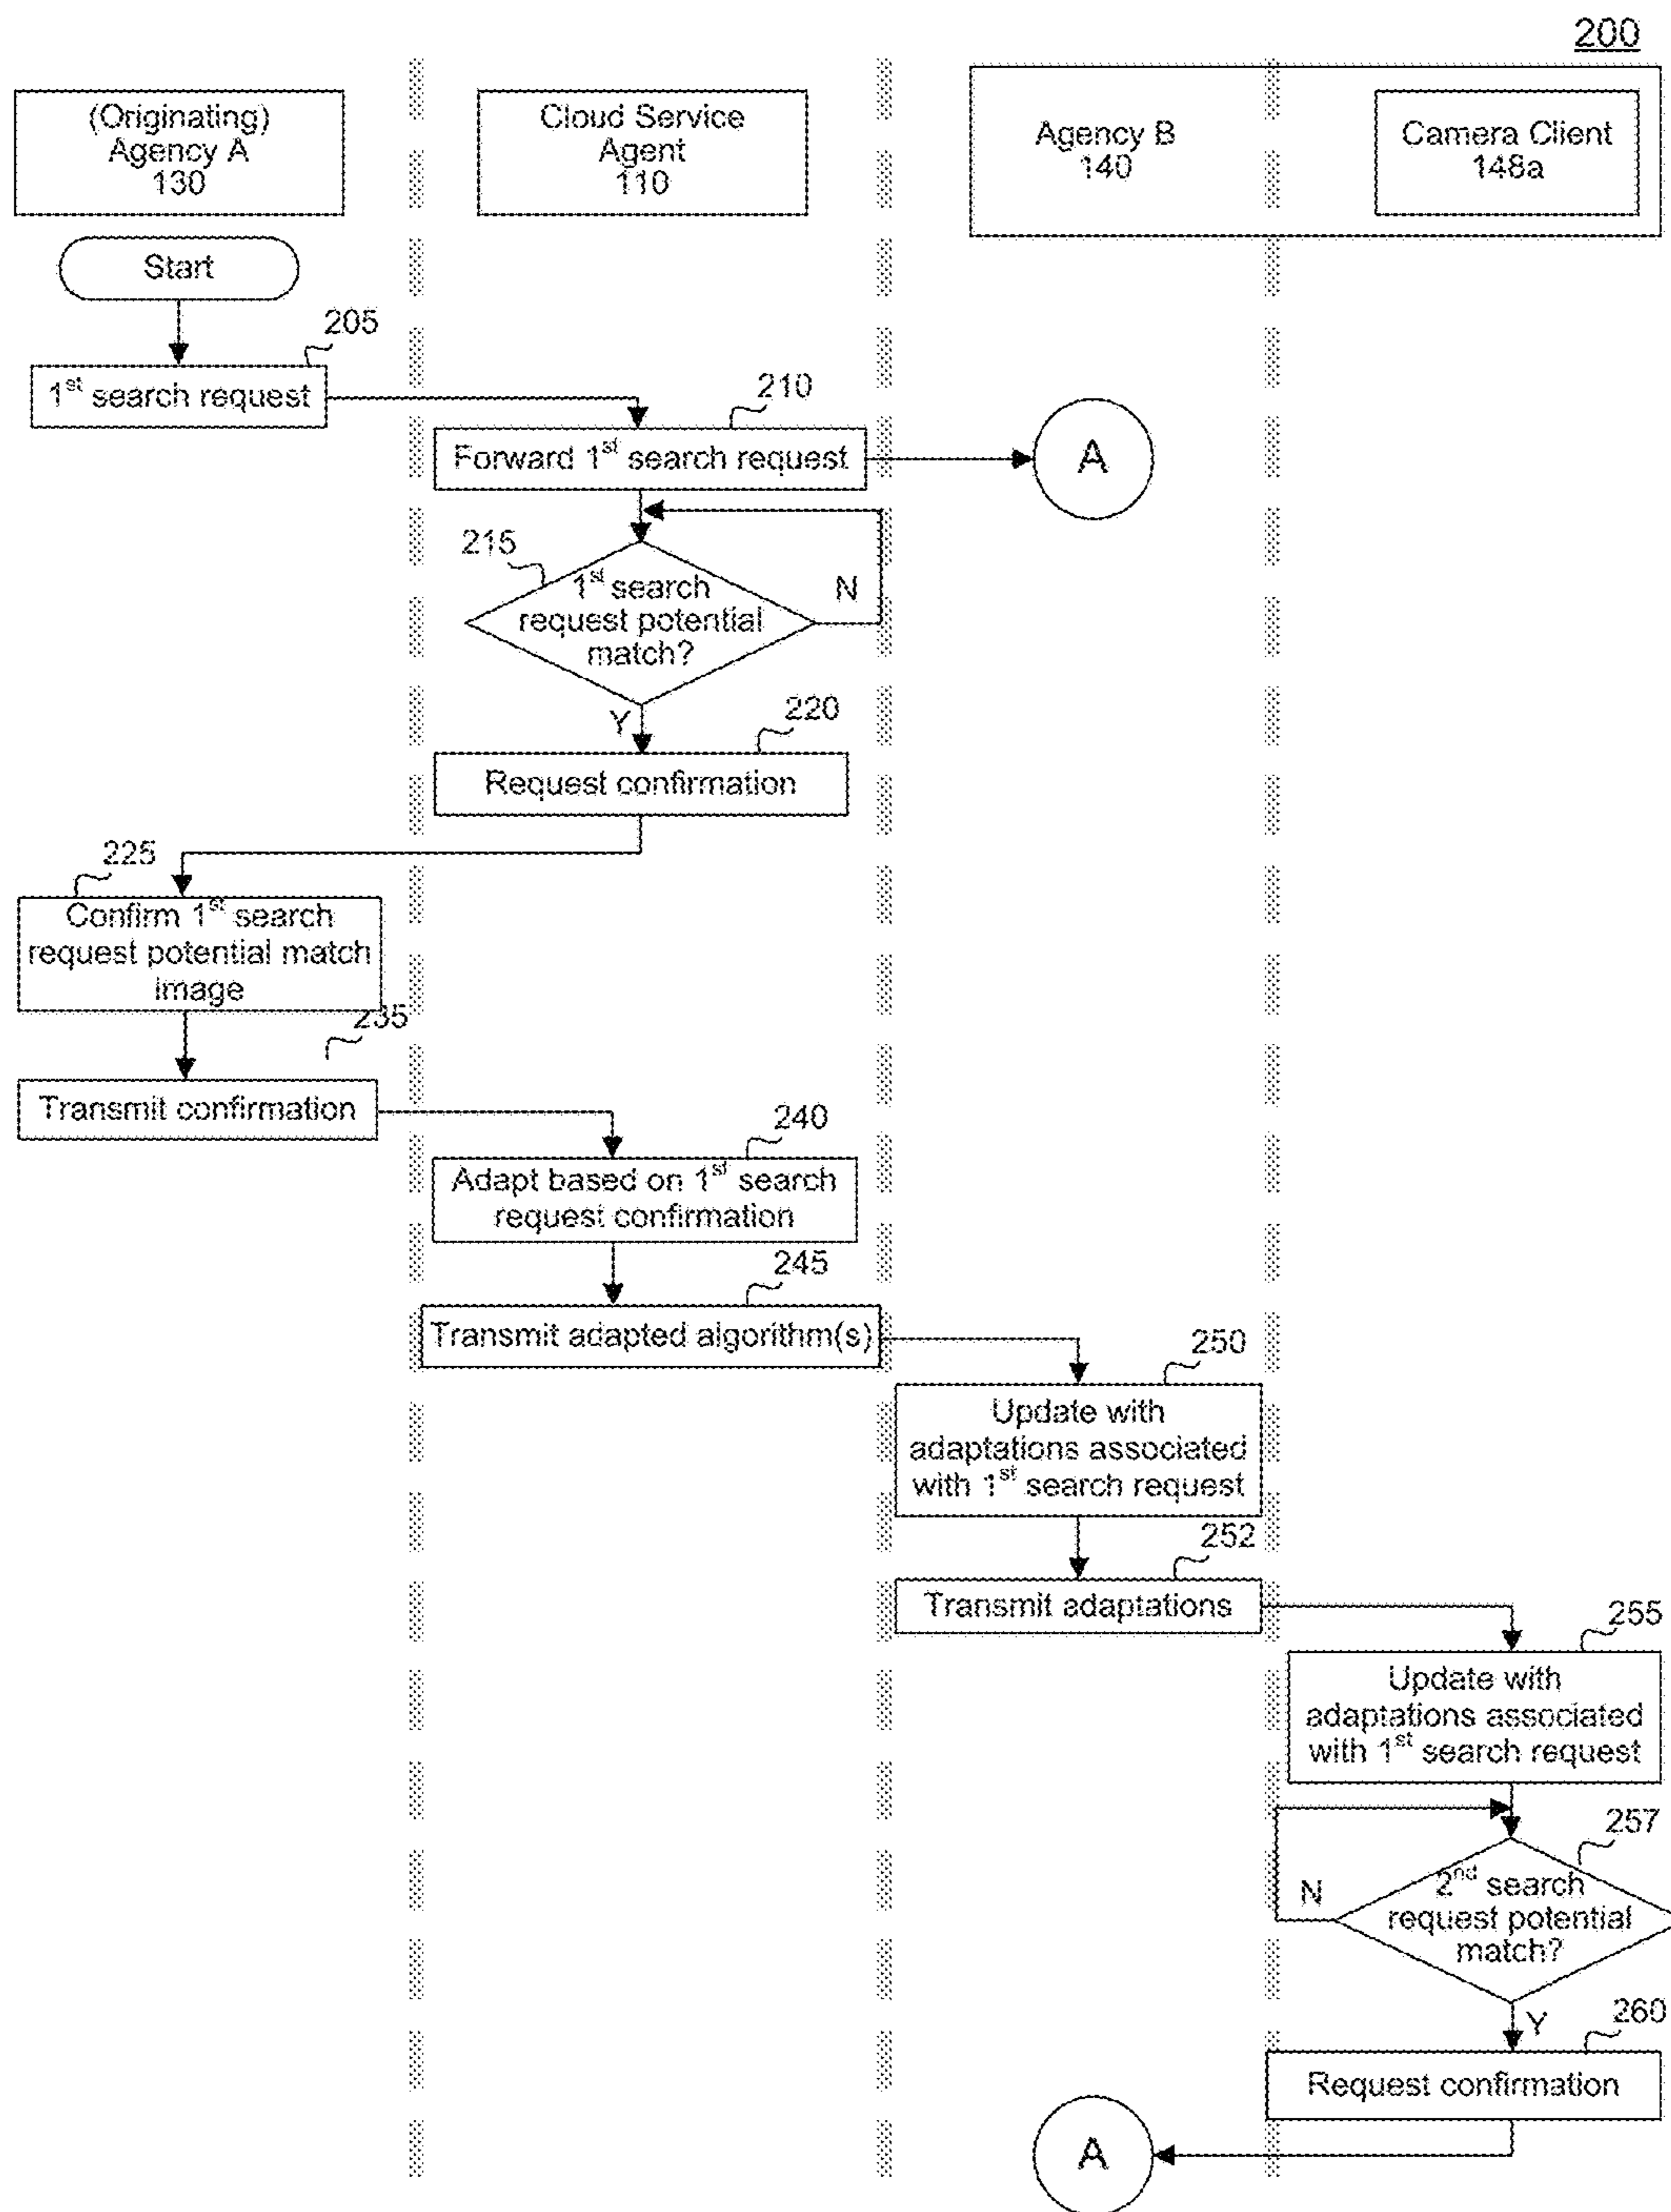 200
(Originating)
Agency A
130
Cloud Service
Agent
110
Agency B
140
Camera Client
148a
Start
205
1st search request
210
Forward 1st search request
A
215
1st search
request potential
match?
N
Y
220
Request confirmation
225
Confirm 1st search
request potential match
image
235
Transmit confirmation
240
Adapt based on 1st search
request confirmation
245
Transmit adapted algorithm(s)
250
Update with
adaptations associated
with 1st search request
252
Transmit adaptations
255
Update with
adaptations associated
with 1st search request
257
2nd search
request potential
match?
N
Y
260
Request confirmation
A